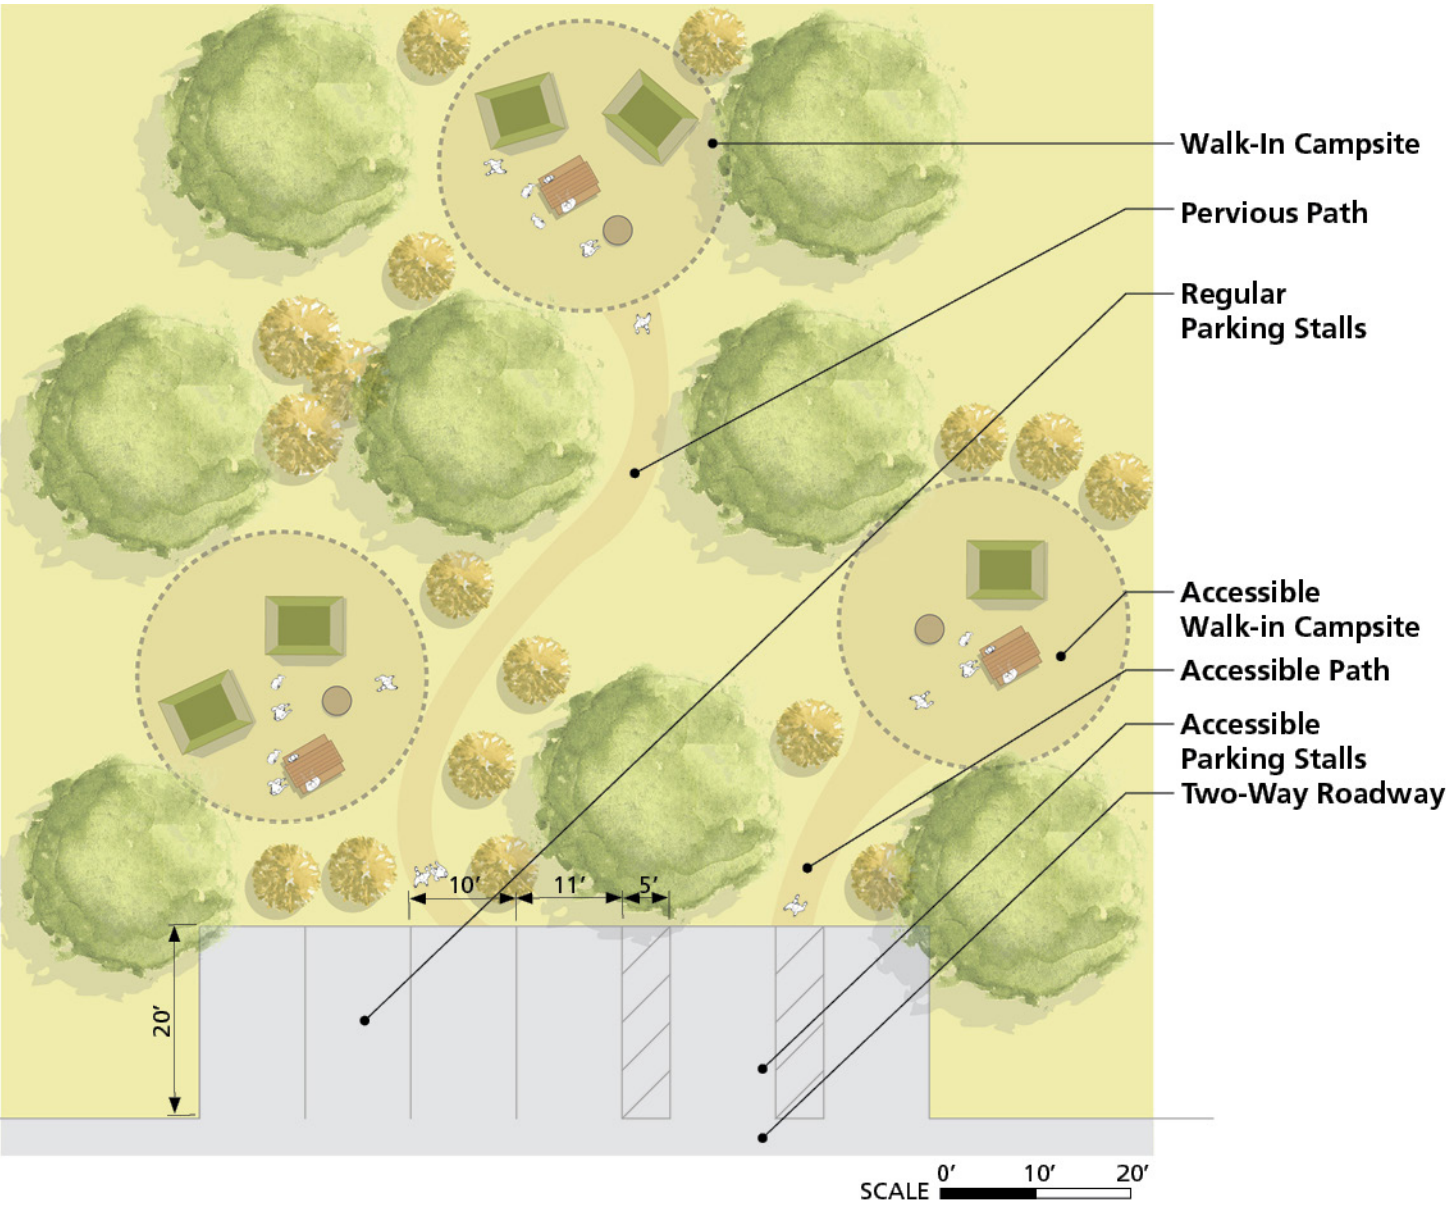 Walk-In Campsite
Pervious Path
Regular
Parking Stalls
Accessible
Walk-in Campsite
Accessible Path
Accessible
Parking Stalls
Two-Way Roadway
10’
11’
5’
20’
0’
10’
20’
SCALE